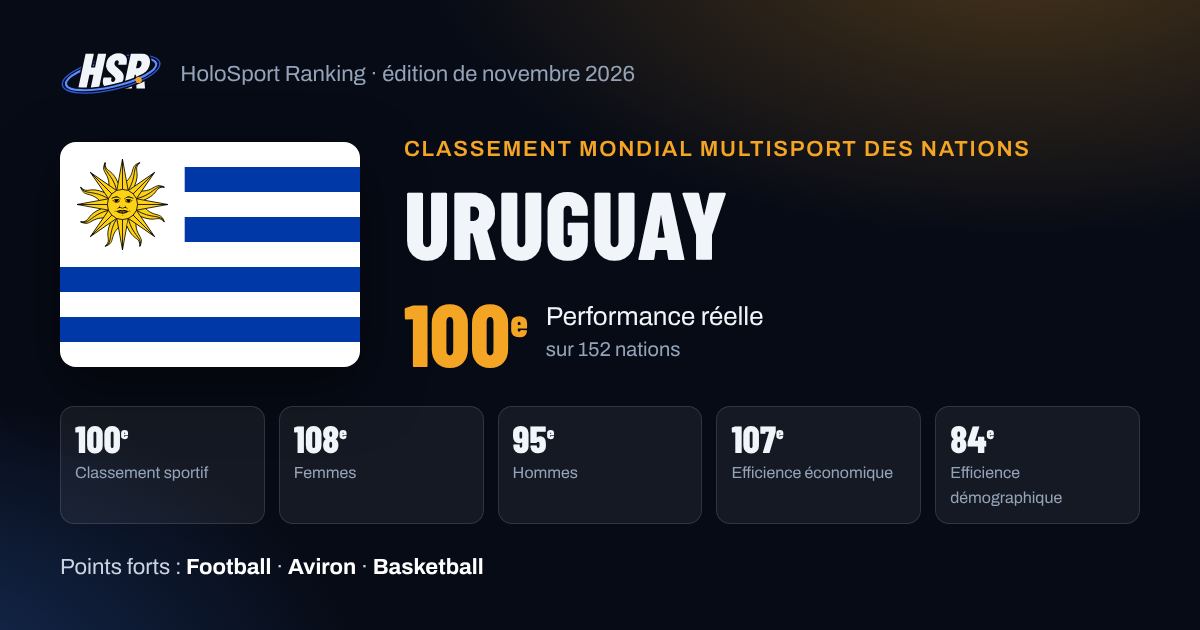 HSR HoloSport Ranking · édition de novembre 2026
CLASSEMENT MONDIAL MULTISPORT DES NATIONS
URUGUAY
100e Performance réelle
sur 152 nations
100e
Classement sportif
108e
Femmes
95e
Hommes
107e
Efficience économique
84e
Efficience
démographique
Points forts : Football · Aviron · Basketball